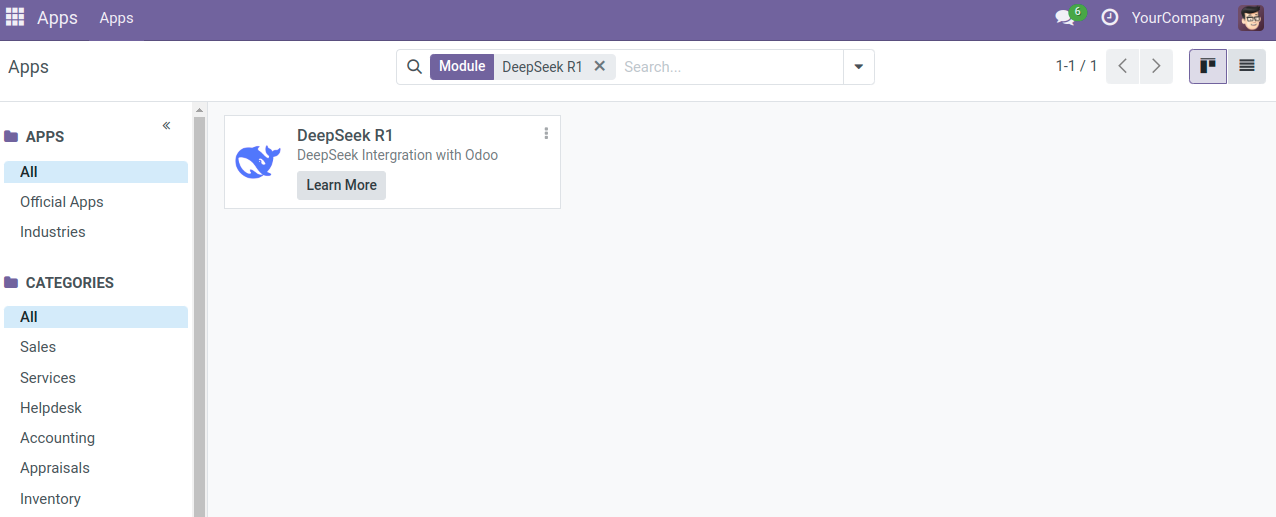 Apps Apps 6 YourCompany
Apps Module DeepSeek R1 Search... 1-1 / 1
APPS
All
Official Apps
Industries
CATEGORIES
All
Sales
Services
Helpdesk
Accounting
Appraisals
Inventory
DeepSeek R1
DeepSeek Intergration with Odoo
Learn More